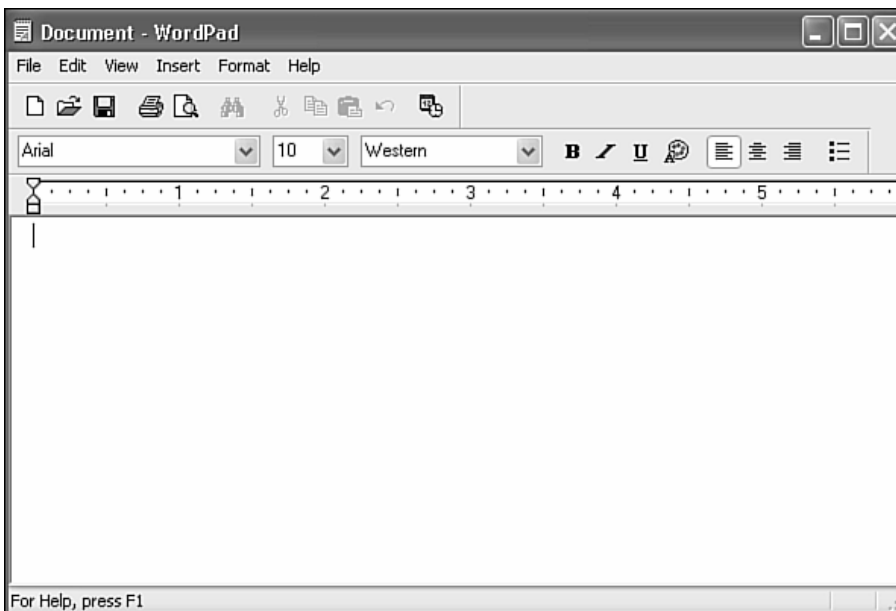 Document - WordPad
File Edit View Insert Format Help
Arial 10 Western B I U
1 2 3 4 5
For Help, press F1